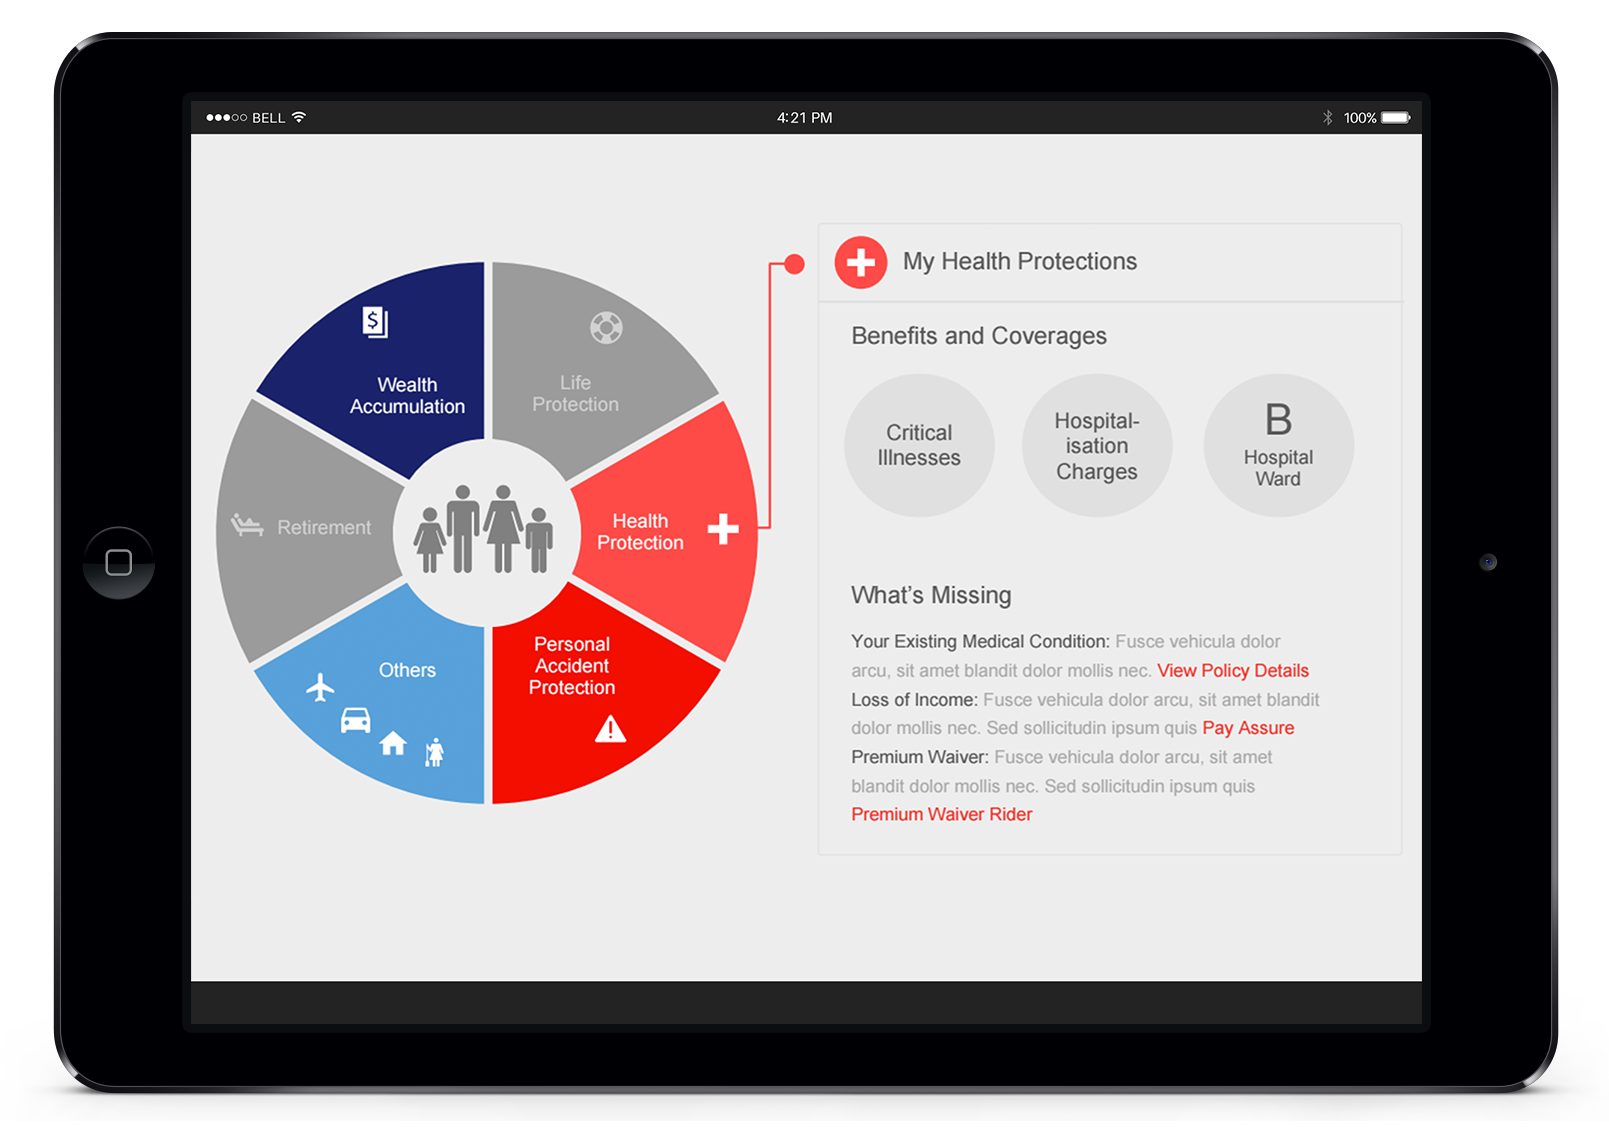 BELL
4:21 PM
100%
$
Wealth
Accumulation
Life
Protection
Retirement
Health
Protection
Others
Personal
Accident
Protection
My Health Protections
Benefits and Coverages
Critical
Illnesses
Hospital-
isation
Charges
B
Hospital
Ward
What's Missing
Your Existing Medical Condition: Fusce vehicula dolor
arcu, sit amet blandit dolor mollis nec. View Policy Details
Loss of Income: Fusce vehicula dolor arcu, sit amet blandit
dolor mollis nec. Sed sollicitudin ipsum quis Pay Assure
Premium Waiver: Fusce vehicula dolor arcu, sit amet
blandit dolor mollis nec. Sed sollicitudin ipsum quis
Premium Waiver Rider